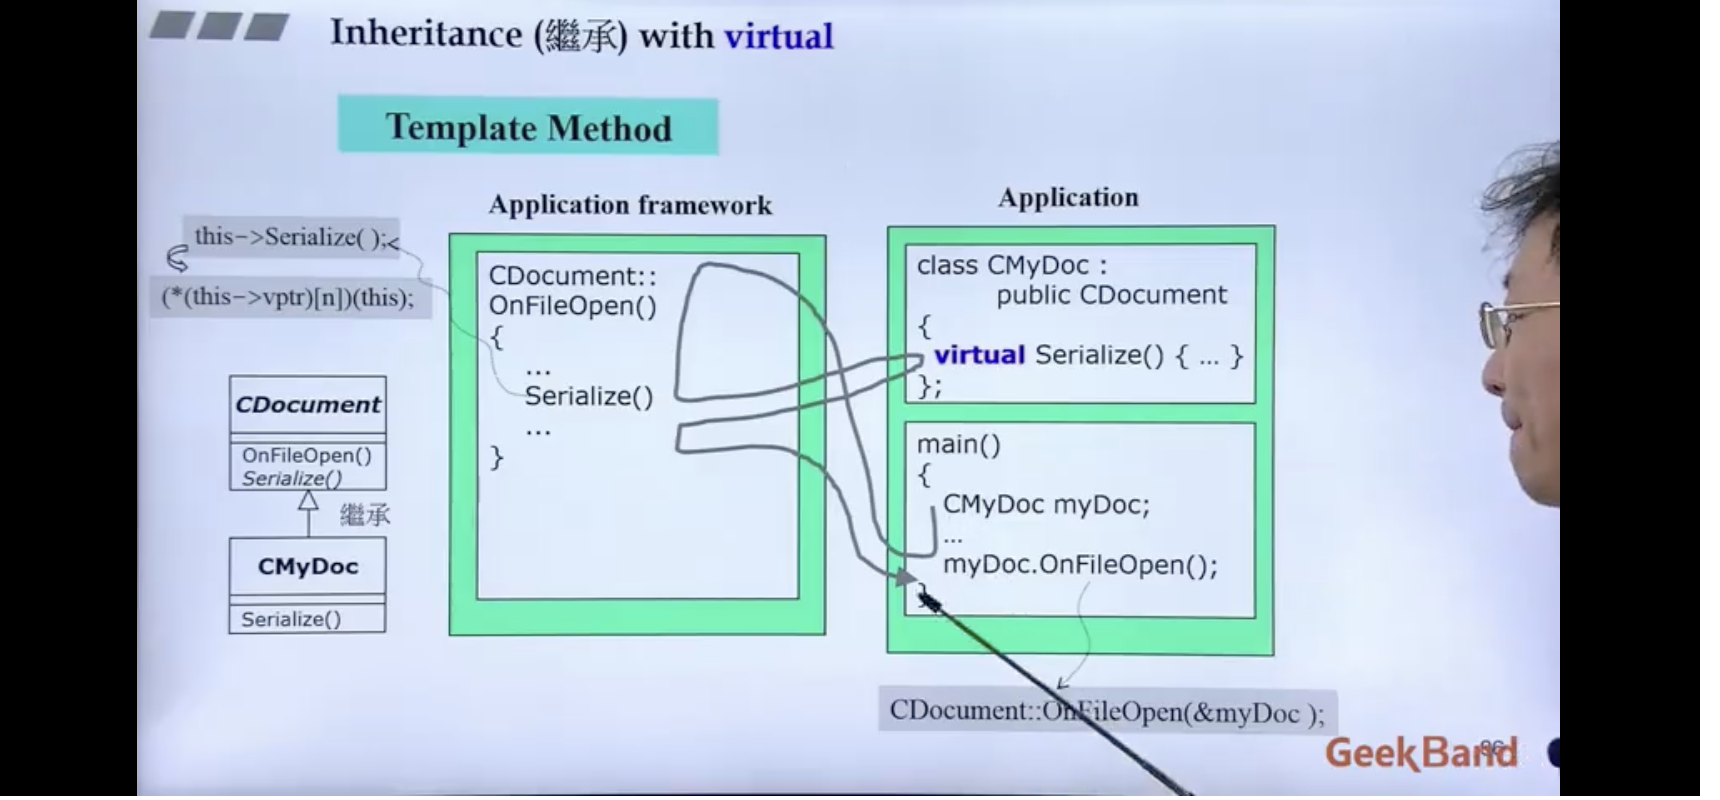 Inheritance (繼承) with virtual
Template Method
Application framework
Application
this->Serialize( );
(*(this->vptr)[n])(this);
CDocument
OnFileOpen()
Serialize()
繼承
CMyDoc
Serialize()
CDocument::
OnFileOpen()
{
...
Serialize()
...
}
class CMyDoc :
public CDocument
{
virtual Serialize() { ... }
};
main()
{
CMyDoc myDoc;
...
myDoc.OnFileOpen();
}
CDocument::OnFileOpen(&myDoc );
GeekBand